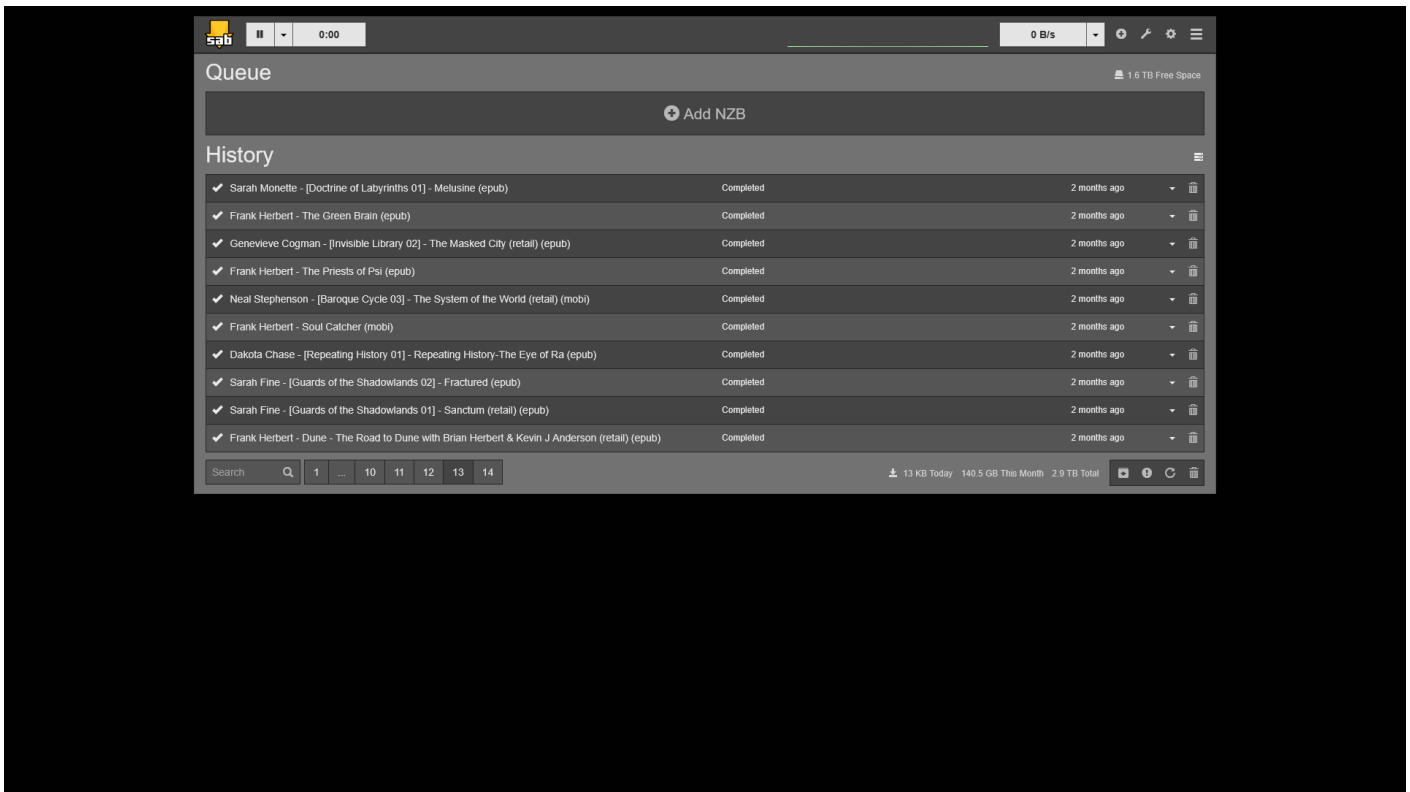 sab 0:00 0 B/s
Queue 1.6 TB Free Space
Add NZB
History
Sarah Monette - [Doctrine of Labyrinths 01] - Melusine (epub) Completed 2 months ago
Frank Herbert - The Green Brain (epub) Completed 2 months ago
Genevieve Cogman - [Invisible Library 02] - The Masked City (retail) (epub) Completed 2 months ago
Frank Herbert - The Priests of Psi (epub) Completed 2 months ago
Neal Stephenson - [Baroque Cycle 03] - The System of the World (retail) (mobi) Completed 2 months ago
Frank Herbert - Soul Catcher (mobi) Completed 2 months ago
Dakota Chase - [Repeating History 01] - Repeating History-The Eye of Ra (epub) Completed 2 months ago
Sarah Fine - [Guards of the Shadowlands 02] - Fractured (epub) Completed 2 months ago
Sarah Fine - [Guards of the Shadowlands 01] - Sanctum (retail) (epub) Completed 2 months ago
Frank Herbert - Dune - The Road to Dune with Brian Herbert & Kevin J Anderson (retail) (epub) Completed 2 months ago
Search 1 ... 10 11 12 13 14 13 KB Today 140.5 GB This Month 2.9 TB Total